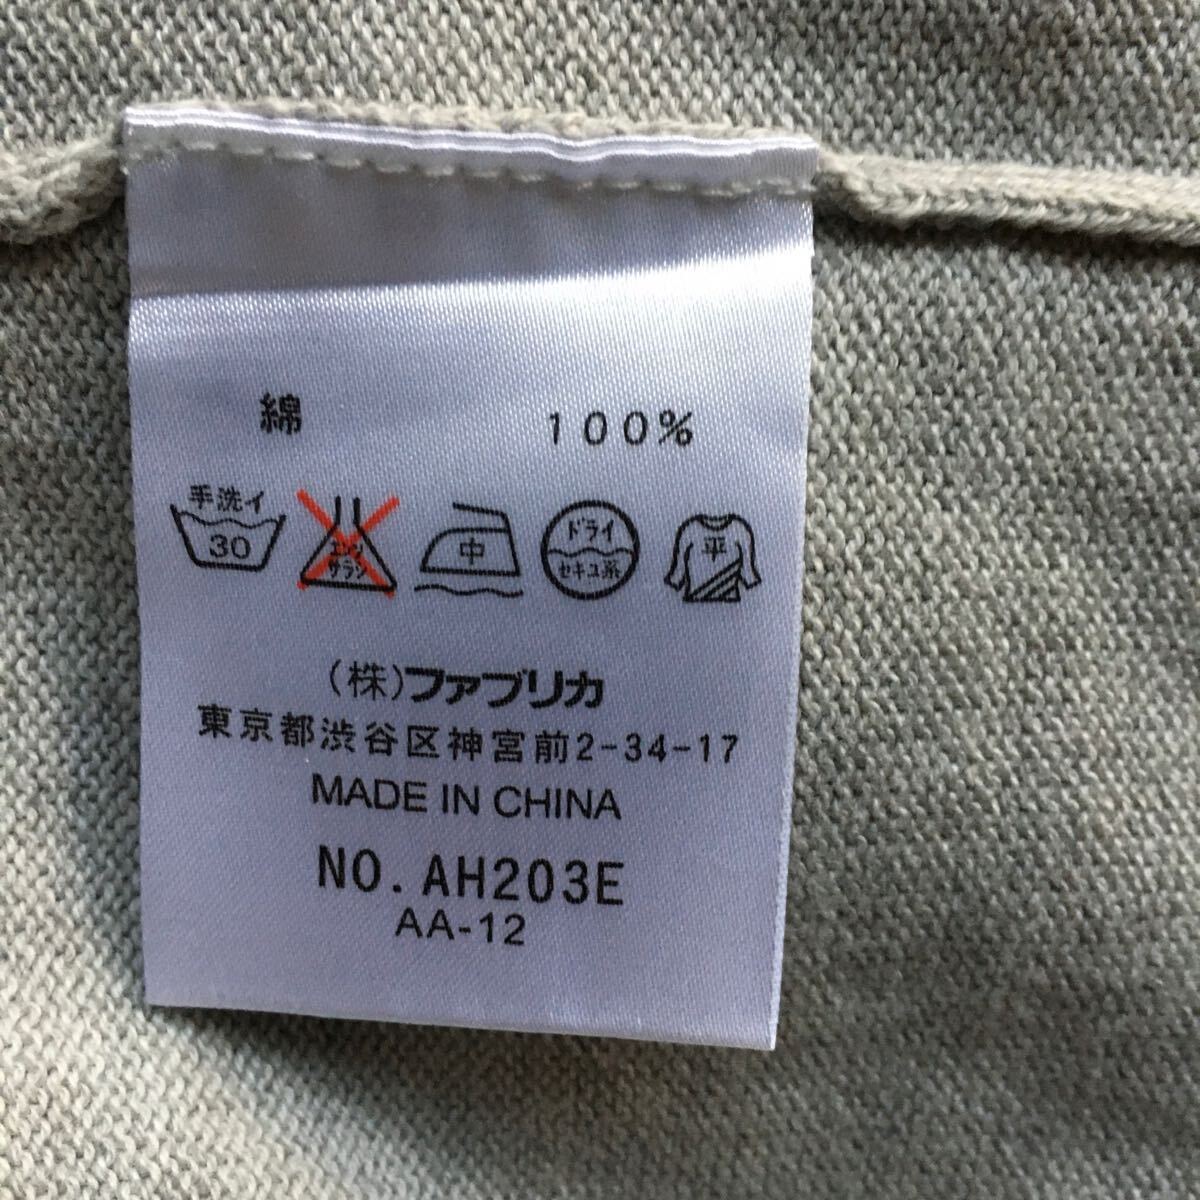 綿 100%
手洗イ エンソ ドライ
30 サラシ 中 セキユ系 平
(株)ファブリカ
東京都渋谷区神宮前2-34-17
MADE IN CHINA
NO. AH203E
AA-12